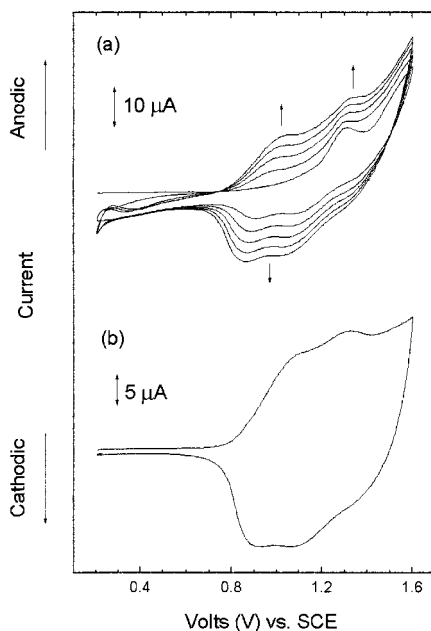 (a)
10 μA
Anodic
Current
(b)
5 μA
Cathodic
0.4 0.8 1.2 1.6
Volts (V) vs. SCE